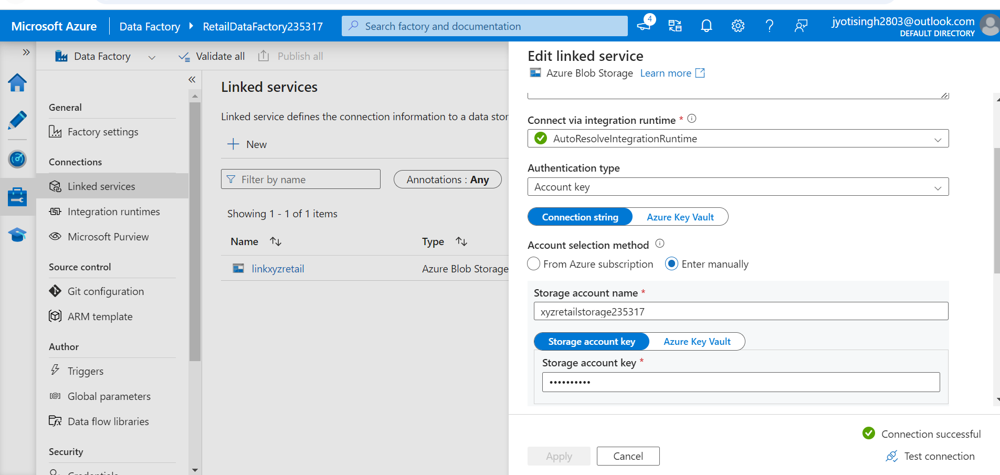 Microsoft Azure
Data Factory
RetailDataFactory235317
Search factory and documentation
4
jyotisingh2803@outlook.com
DEFAULT DIRECTORY
Data Factory
Validate all
Publish all
General
Factory settings
Connections
Linked services
Integration runtimes
Microsoft Purview
Source control
Git configuration
ARM template
Author
Triggers
Global parameters
Data flow libraries
Security
Credentials
Linked services
Linked service defines the connection information to a data stor
New
Filter by name
Annotations : Any
Showing 1 - 1 of 1 items
Name Type
linkxyzretail Azure Blob Storage
Edit linked service
Azure Blob Storage Learn more
Connect via integration runtime *
AutoResolveIntegrationRuntime
Authentication type
Account key
Connection string Azure Key Vault
Account selection method
From Azure subscription Enter manually
Storage account name *
xyzretailstorage235317
Storage account key Azure Key Vault
Storage account key *
••••••••••
Connection successful
Apply Cancel Test connection